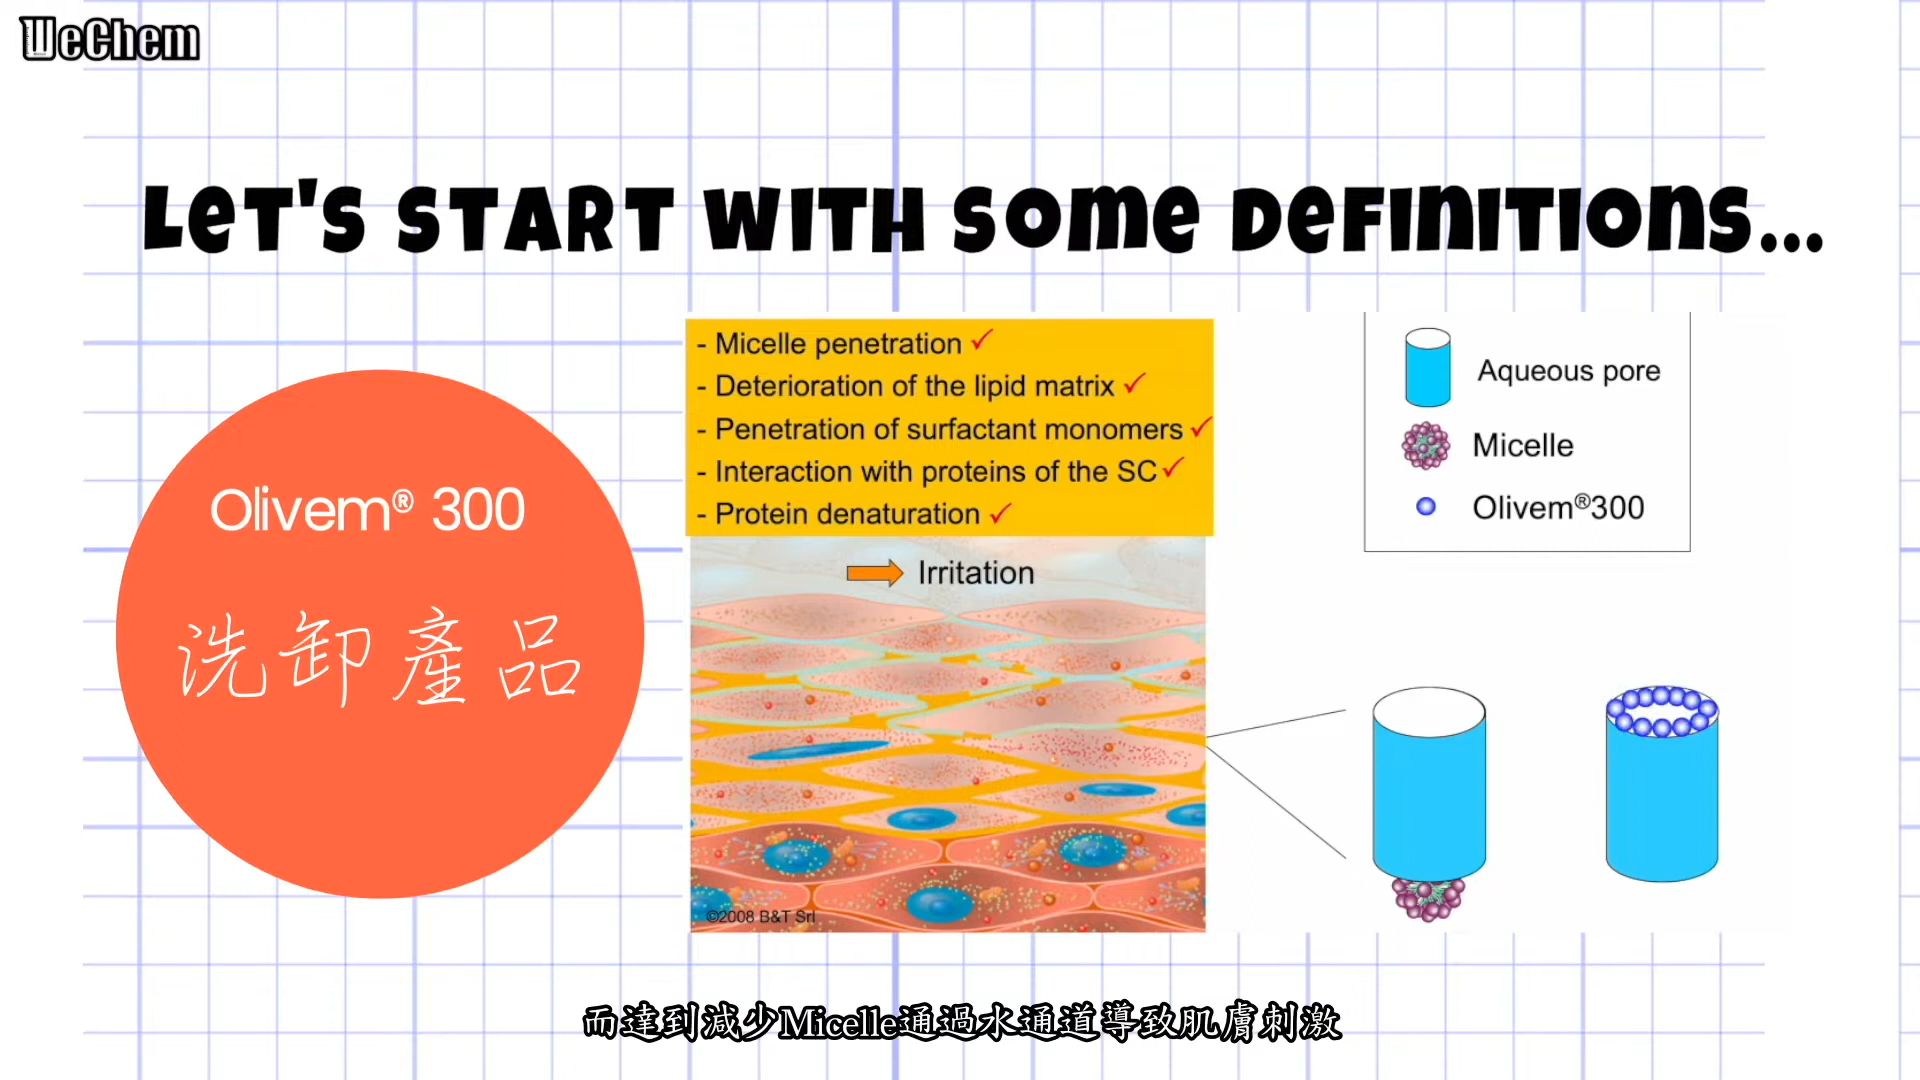 WeChem
Let's start with some definitions...
Olivem® 300
洗卸產品
- Micelle penetration ✓
- Deterioration of the lipid matrix ✓
- Penetration of surfactant monomers ✓
- Interaction with proteins of the SC ✓
- Protein denaturation ✓
Irritation
©2008 B&T Srl
Aqueous pore
Micelle
Olivem®300
而達到減少Micelle通過水通道導致肌膚刺激